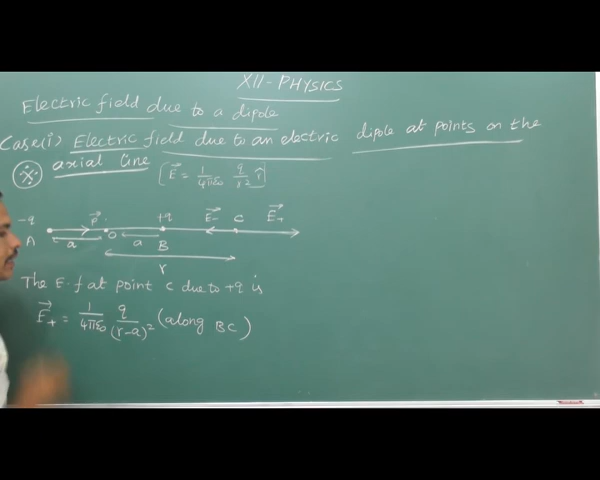 XII-PHYSICS
Electric field due to a dipole
Case(i) Electric field due to an electric dipole at points on the
axial line [E⃗ = 1/4πε₀ q/r² r̂]
-q P⃗ +q E⃗- C E⃗+
A a O a B
r
The E.f at point C due to +q is
E⃗+ = 1/4πε₀ q/(r-a)² (along BC)